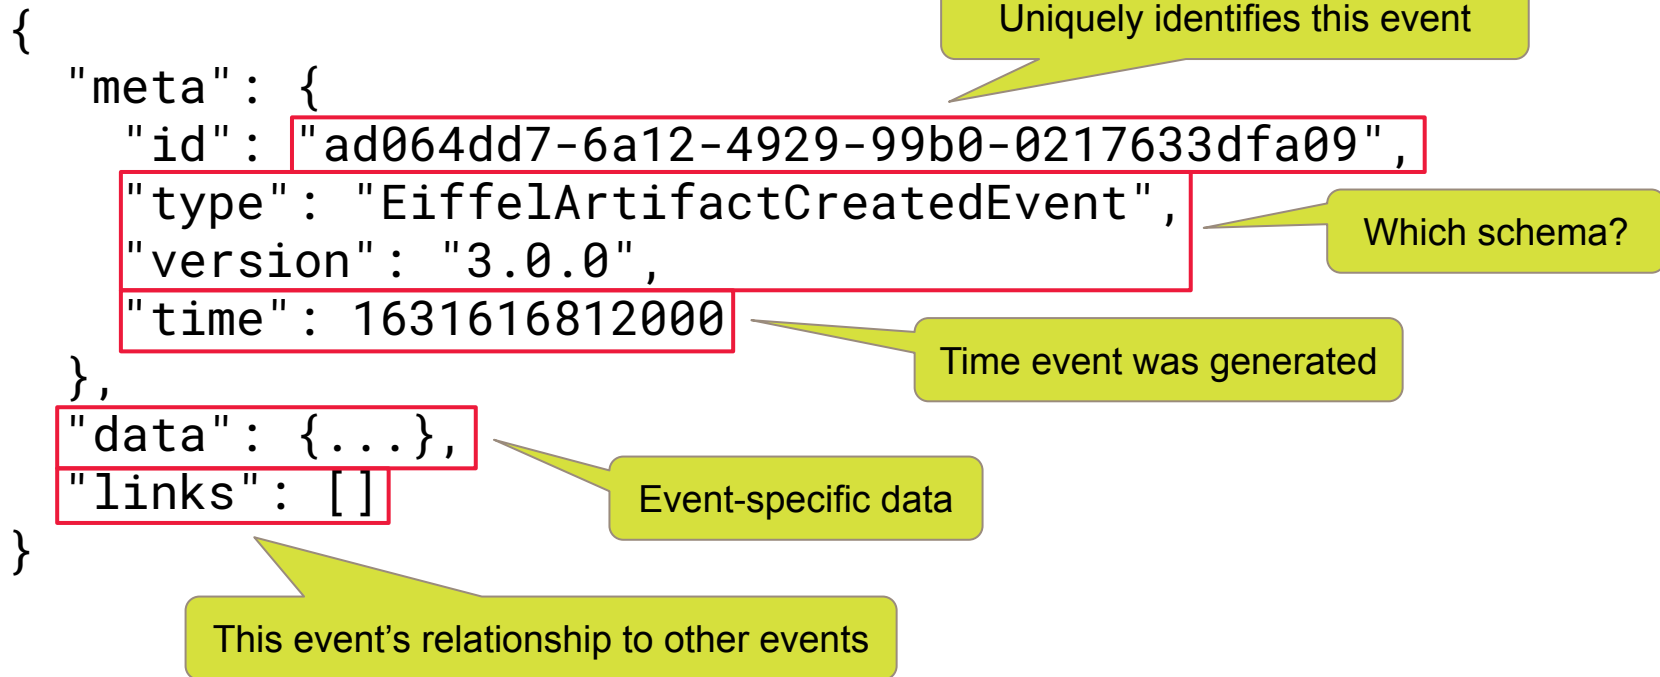 Uniquely identifies this event
{
"meta": {
"id": "ad064dd7-6a12-4929-99b0-0217633dfa09",
"type": "EiffelArtifactCreatedEvent",
Which schema?
"version": "3.0.0",
"time": 1631616812000
Time event was generated
},
"data": {...},
Event-specific data
"links": []
}
This event’s relationship to other events